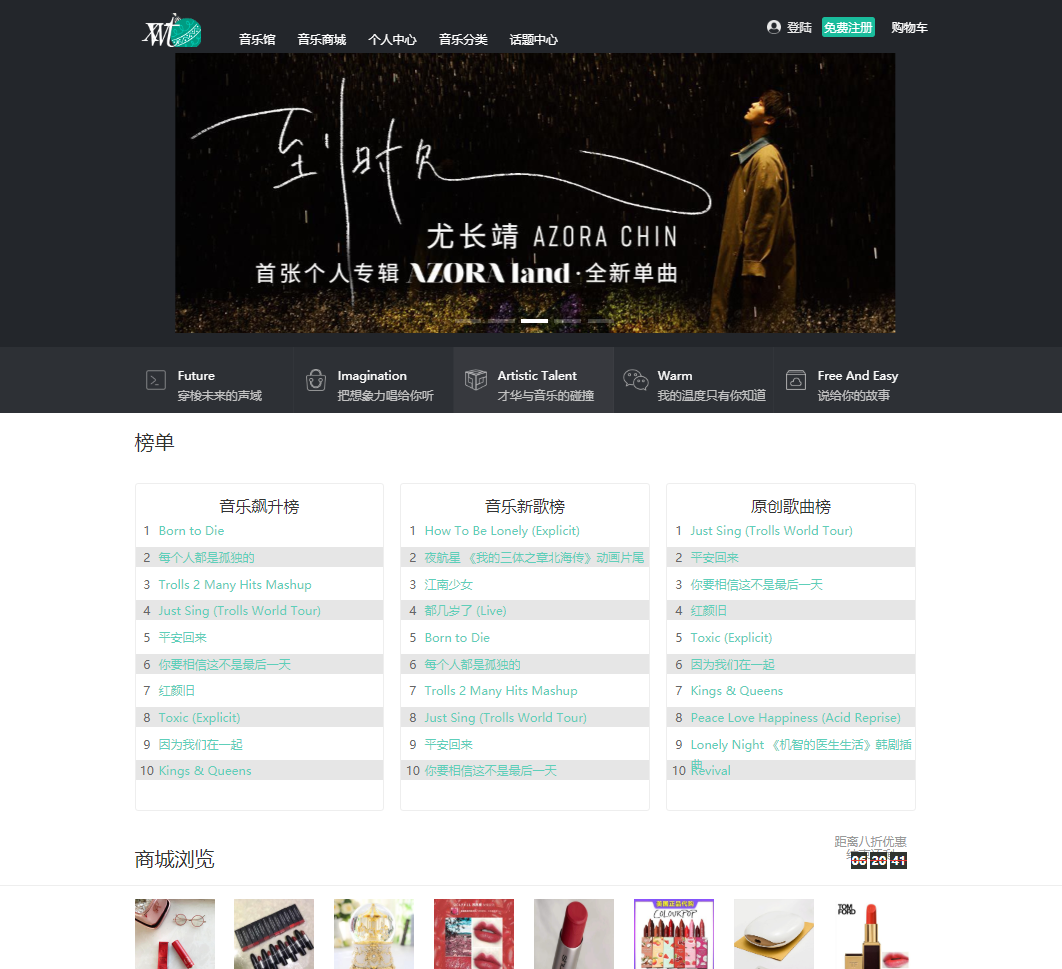 登陆 免费注册 购物车
音乐馆 音乐商城 个人中心 音乐分类 话题中心
到时见
尤长靖 AZORA CHIN
首张个人专辑 AZORA land·全新单曲
Future
穿梭未来的声域
Imagination
把想象力唱给你听
Artistic Talent
才华与音乐的碰撞
Warm
我的温度只有你知道
Free And Easy
说给你的故事
榜单
音乐飙升榜
1 Born to Die
2 每个人都是孤独的
3 Trolls 2 Many Hits Mashup
4 Just Sing (Trolls World Tour)
5 平安回来
6 你要相信这不是最后一天
7 红颜旧
8 Toxic (Explicit)
9 因为我们在一起
10 Kings & Queens
音乐新歌榜
1 How To Be Lonely (Explicit)
2 夜航星 《我的三体之章北海传》动画片尾
3 江南少女
4 都几岁了 (Live)
5 Born to Die
6 每个人都是孤独的
7 Trolls 2 Many Hits Mashup
8 Just Sing (Trolls World Tour)
9 平安回来
10 你要相信这不是最后一天
原创歌曲榜
1 Just Sing (Trolls World Tour)
2 平安回来
3 你要相信这不是最后一天
4 红颜旧
5 Toxic (Explicit)
6 因为我们在一起
7 Kings & Queens
8 Peace Love Happiness (Acid Reprise)
9 Lonely Night 《机智的医生生活》韩剧插
曲
10 Revival
商城浏览
距离八折优惠
06 20 41
COLOURPOP
TOM FORD